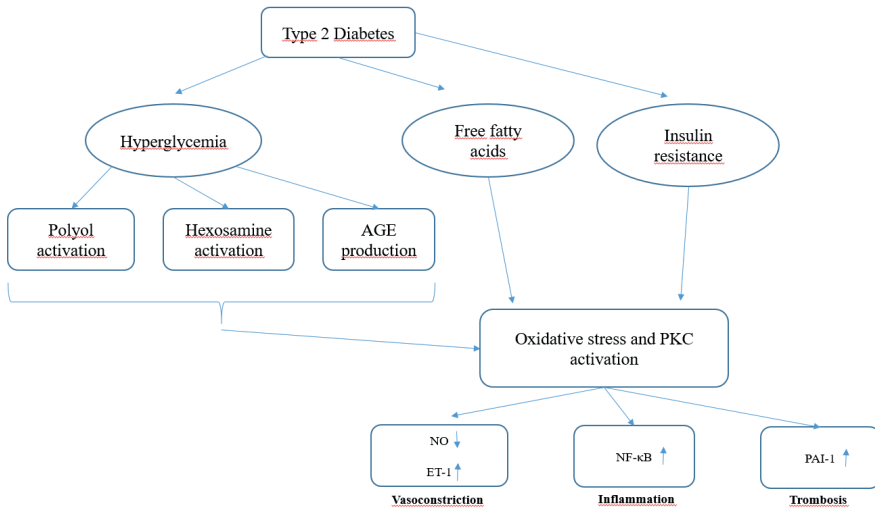 Type 2 Diabetes
Hyperglycemia
Free fatty
acids
Insulin
resistance
Polyol
activation
Hexosamine
activation
AGE
production
Oxidative stress and PKC
activation
NO
ET-1
Vasoconstriction
NF-κB
Inflammation
PAI-1
Trombosis